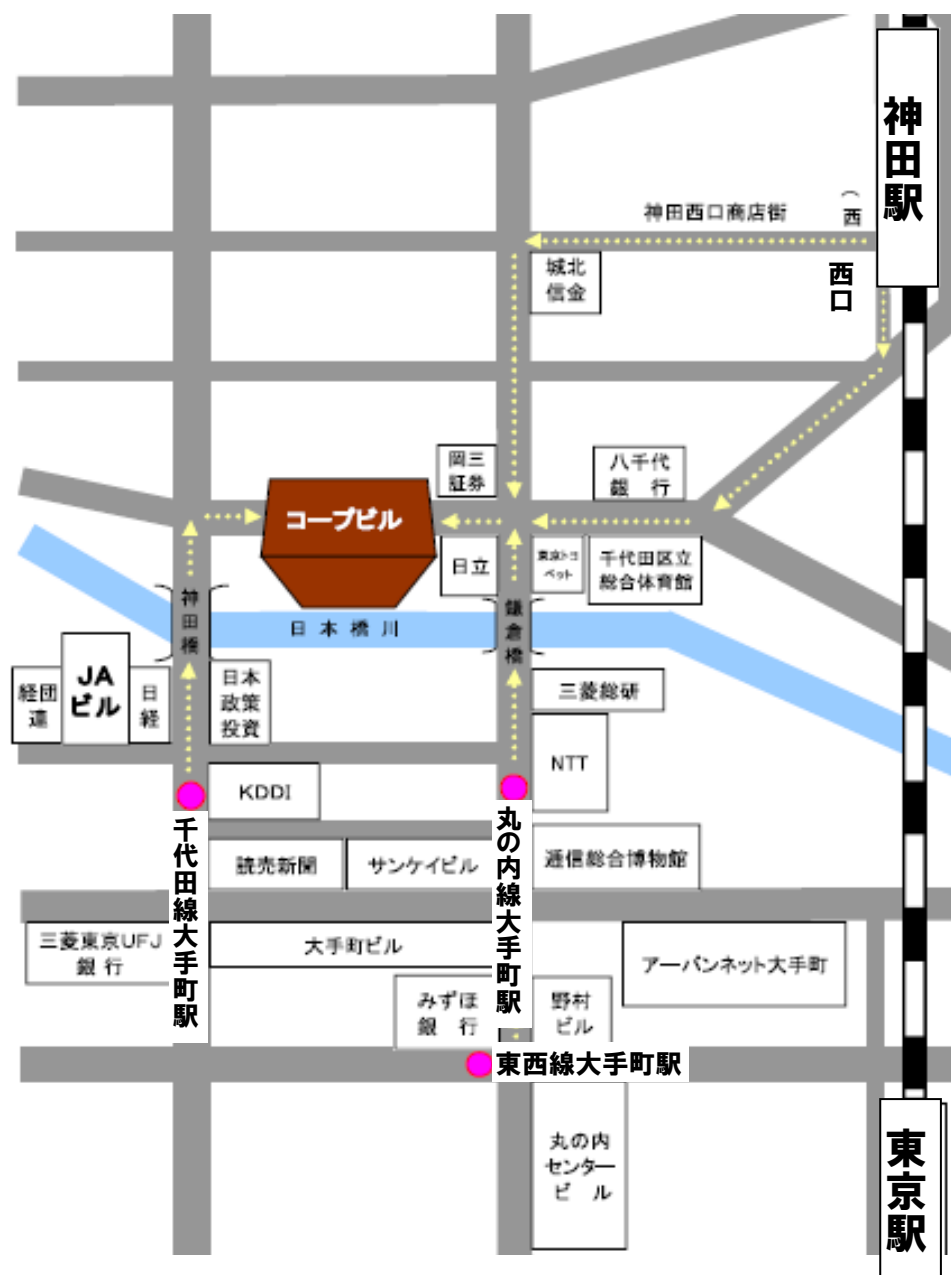 神田駅
神田西口商店街
（西
西口
城北
信金
岡三
証券
八千代
銀　行
コープビル
日立
東京トヨ
ペット
千代田区立
総合体育館
神田橋
鎌倉橋
日本橋川
経団
連
JA
ビル
日
経
日本
政策
投資
三菱総研
NTT
KDDI
千代田線大手町駅
丸の内線大手町駅
読売新聞
サンケイビル
逓信総合博物館
三菱東京UFJ
銀　行
大手町ビル
アーバンネット大手町
みずほ
銀　行
野村
ビル
東西線大手町駅
丸の内
センター
ビ　ル
東京駅